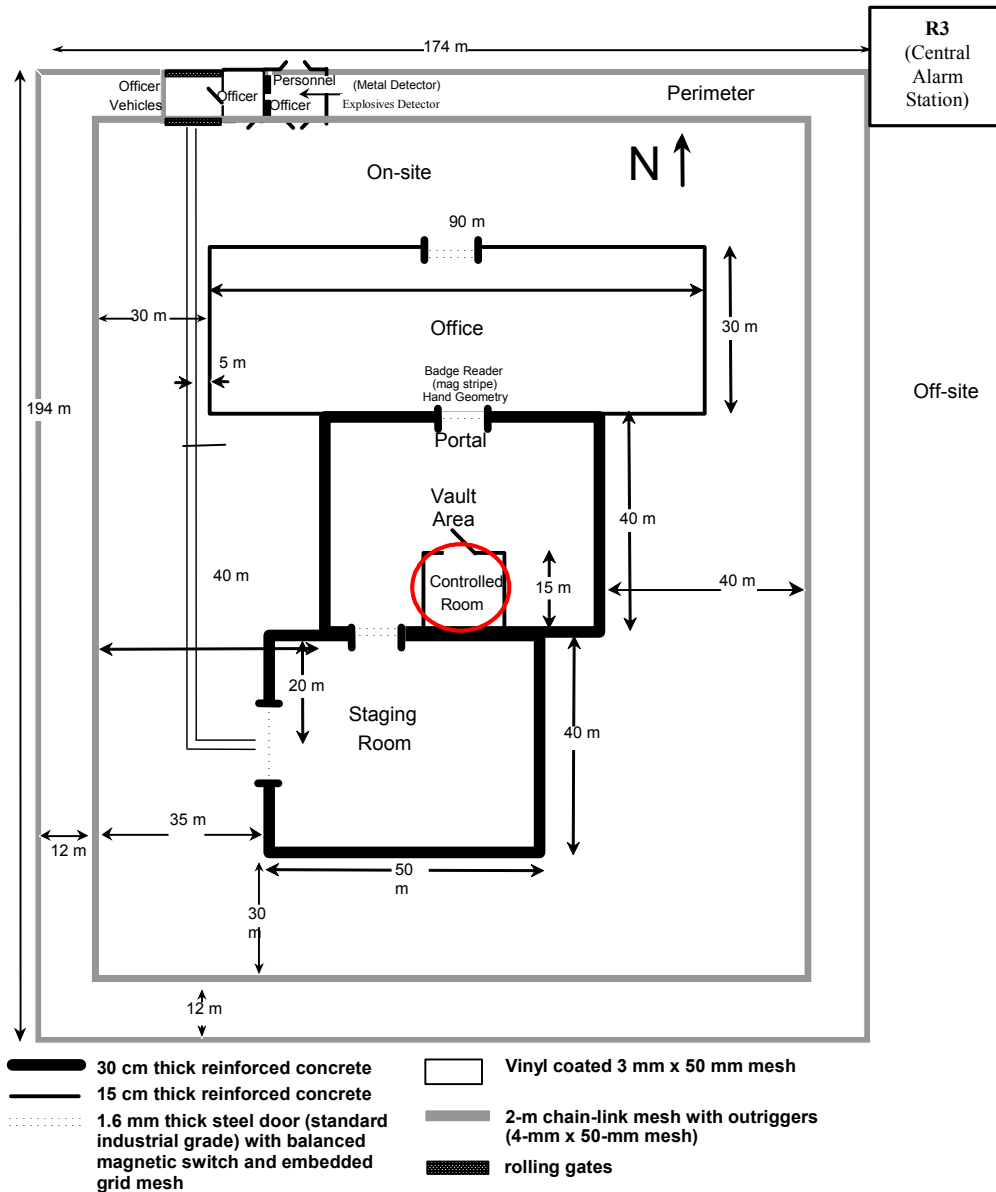 174 m
R3
(Central
Alarm
Station)
Officer
Vehicles
Officer
Personnel
Officer
(Metal Detector)
Explosives Detector
Perimeter
On-site
N
90 m
30 m
Office
30 m
5 m
Badge Reader
(mag stripe)
Hand Geometry
Off-site
194 m
Portal
Vault
Area
40 m
40 m
Controlled
Room
15 m
40 m
20 m
Staging
Room
40 m
35 m
12 m
50
m
30
m
12 m
30 cm thick reinforced concrete
15 cm thick reinforced concrete
1.6 mm thick steel door (standard
industrial grade) with balanced
magnetic switch and embedded
grid mesh
Vinyl coated 3 mm x 50 mm mesh
2-m chain-link mesh with outriggers
(4-mm x 50-mm mesh)
rolling gates